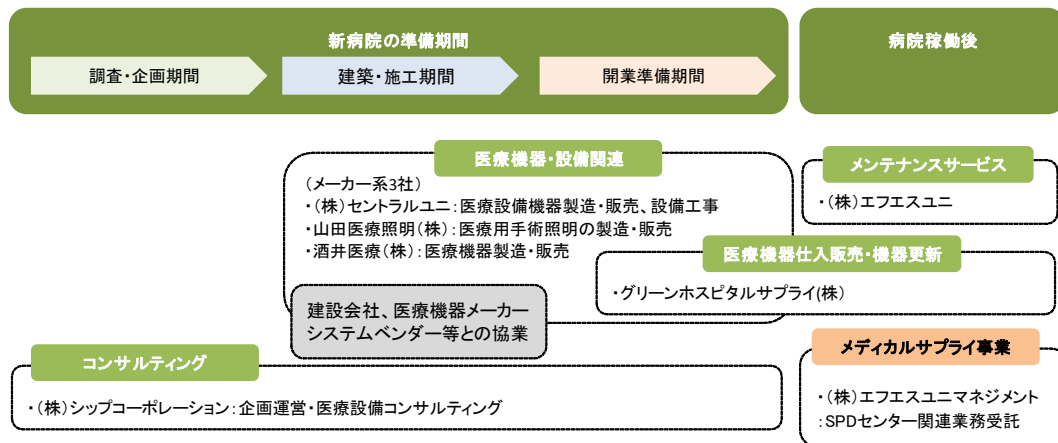 新病院の準備期間
調査・企画期間
建築・施工期間
開業準備期間
病院稼働後
医療機器・設備関連
（メーカー系3社）
・（株）セントラルユニ：医療設備機器製造・販売、設備工事
・山田医療照明（株）：医療用手術照明の製造・販売
・酒井医療（株）：医療機器製造・販売
メンテナンスサービス
・（株）エフエスユニ
医療機器仕入販売・機器更新
・グリーンホスピタルサプライ(株）
建設会社、医療機器メーカー
システムベンダー等との協業
コンサルティング
・（株）シップコーポレーション：企画運営・医療設備コンサルティング
メディカルサプライ事業
・（株）エフエスユニマネジメント
：SPDセンター関連業務受託